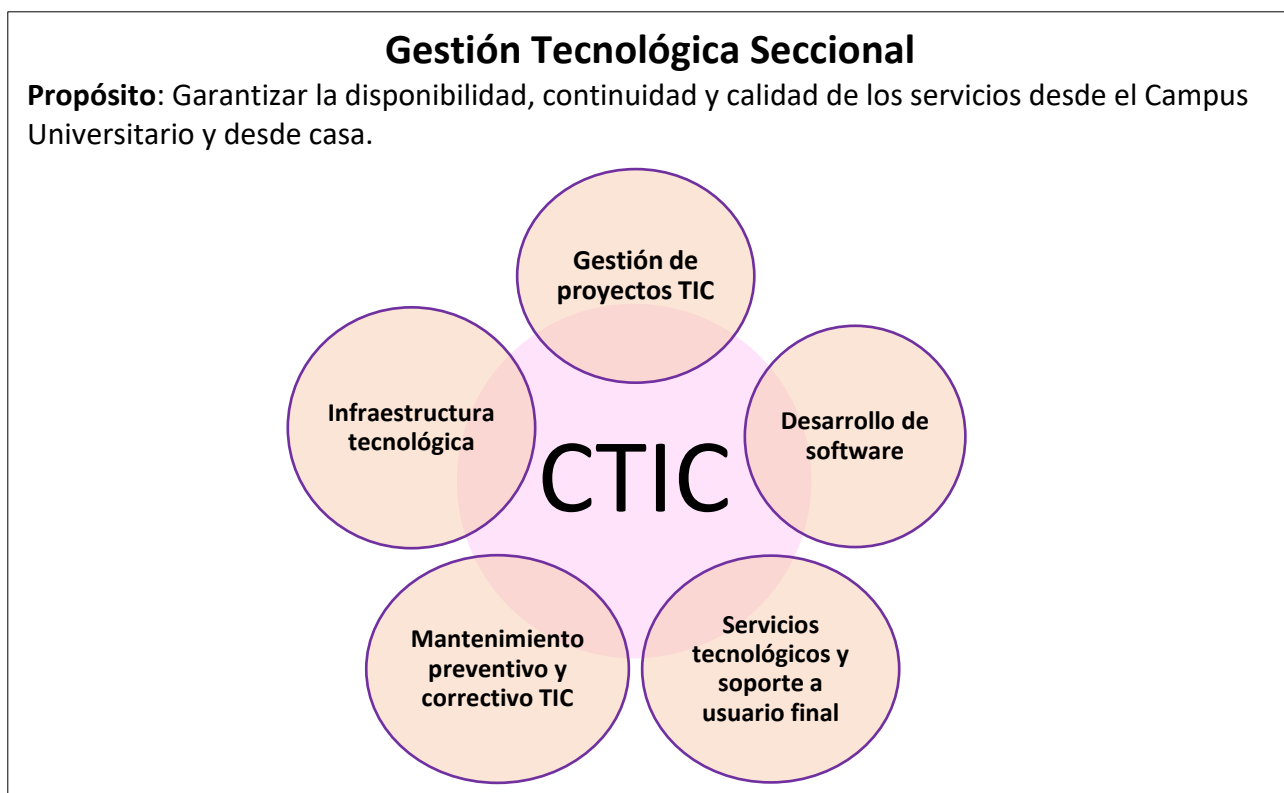 Gestión Tecnológica Seccional
Propósito: Garantizar la disponibilidad, continuidad y calidad de los servicios desde el Campus
Universitario y desde casa.
Gestión de
proyectos TIC
Infraestructura
tecnológica
Desarrollo de
software
CTIC
Mantenimiento
preventivo y
correctivo TIC
Servicios
tecnológicos y
soporte a
usuario final